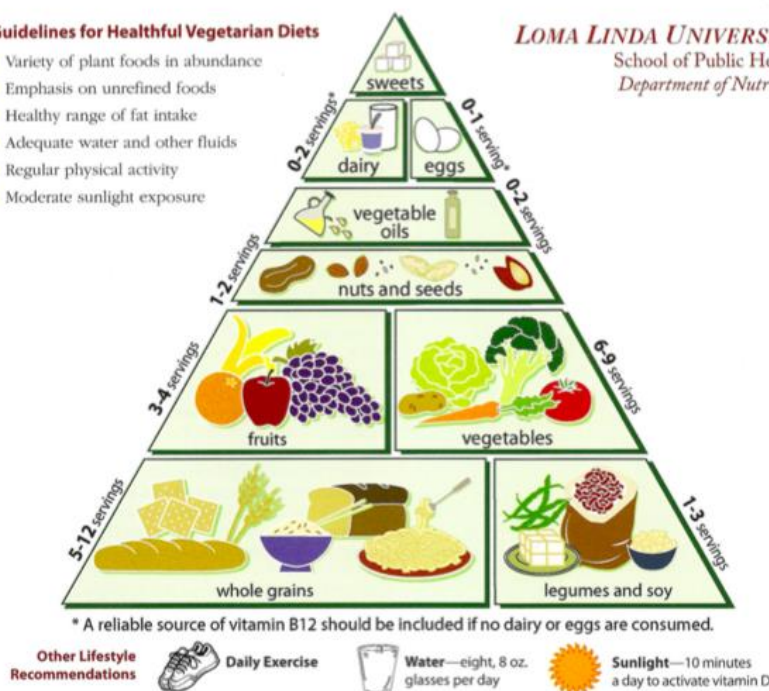 Guidelines for Healthful Vegetarian Diets
Variety of plant foods in abundance
Emphasis on unrefined foods
Healthy range of fat intake
Adequate water and other fluids
Regular physical activity
Moderate sunlight exposure
LOMA LINDA UNIVERS
School of Public He
Department of Nutr
sweets
0-2 servings*
dairy
eggs
0-1 serving*
vegetable
oils
0-2 servings
1-2 servings
nuts and seeds
3-4 servings
fruits
vegetables
6-9 servings
5-12 servings
whole grains
legumes and soy
1-3 servings
* A reliable source of vitamin B12 should be included if no dairy or eggs are consumed.
Other Lifestyle
Recommendations
Daily Exercise
Water—eight, 8 oz.
glasses per day
Sunlight—10 minutes
a day to activate vitamin D